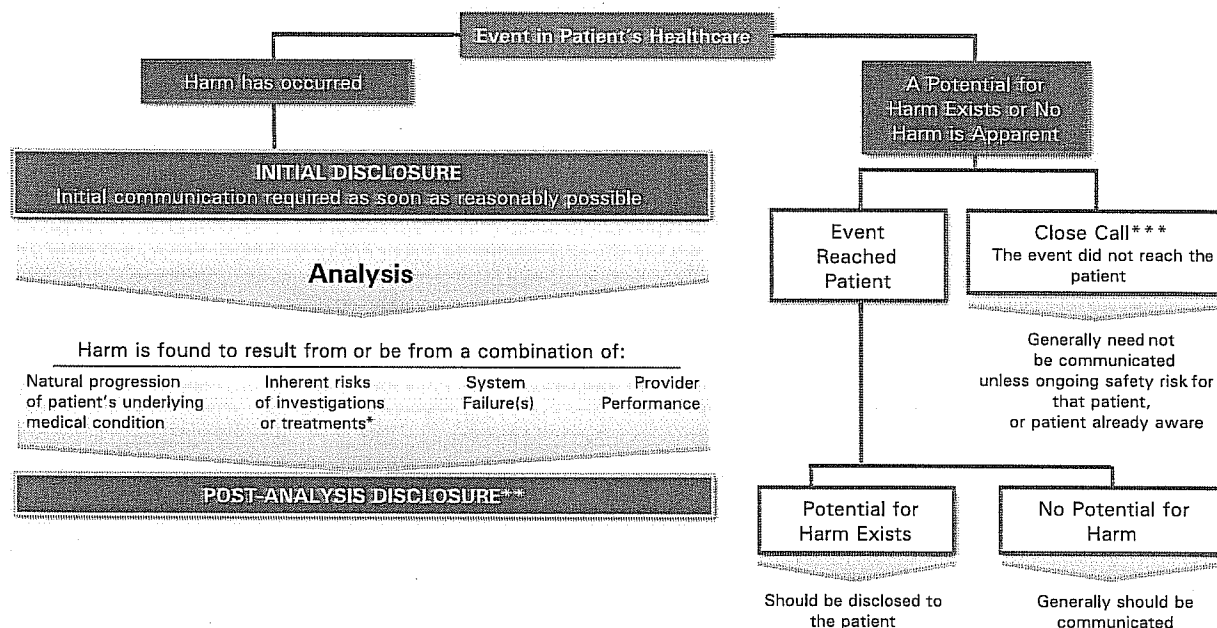 Event in Patient's Healthcare
Harm has occurred
A Potential for
Harm Exists or No
Harm is Apparent
INITIAL DISCLOSURE
Initial communication required as soon as reasonably possible
Analysis
Event
Reached
Patient
Close Call***
The event did not reach the
patient
Generally need not
be communicated
unless ongoing safety risk for
that patient,
or patient already aware
Harm is found to result from or be from a combination of:
Natural progression
of patient's underlying
medical condition
Inherent risks
of investigations
or treatments*
System
Failure(s)
Provider
Performance
POST-ANALYSIS DISCLOSURE**
Potential for
Harm Exists
No Potential for
Harm
Should be disclosed to
the patient
Generally should be
communicated